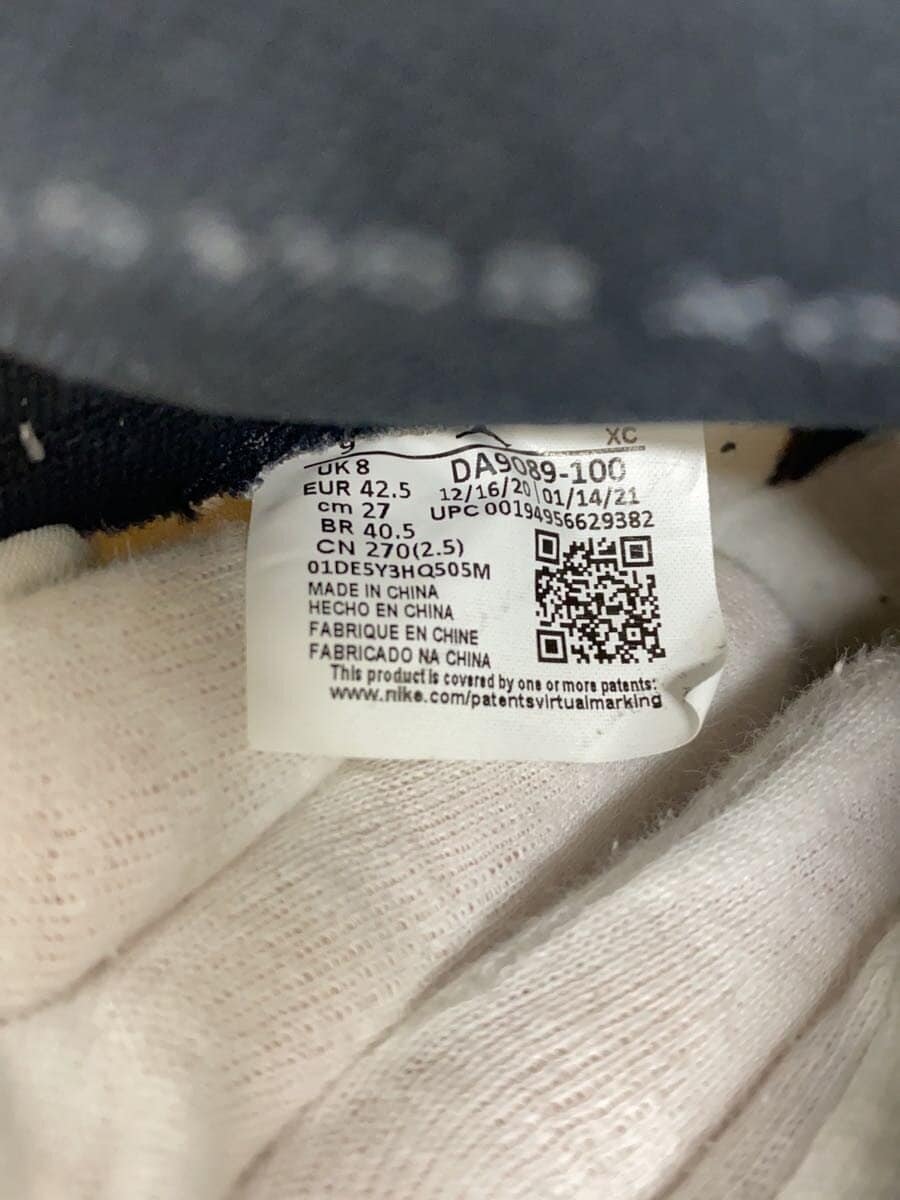 9 XC
UK 8 DA9089-100
EUR 42.5 12/16/20 01/14/21
cm 27 UPC 00194956629382
BR 40.5
CN 270(2.5)
01DE5Y3HQ505M
MADE IN CHINA
HECHO EN CHINA
FABRIQUE EN CHINE
FABRICADO NA CHINA
This product is covered by one or more patents:
www.nike.com/patentsvirtualmarking